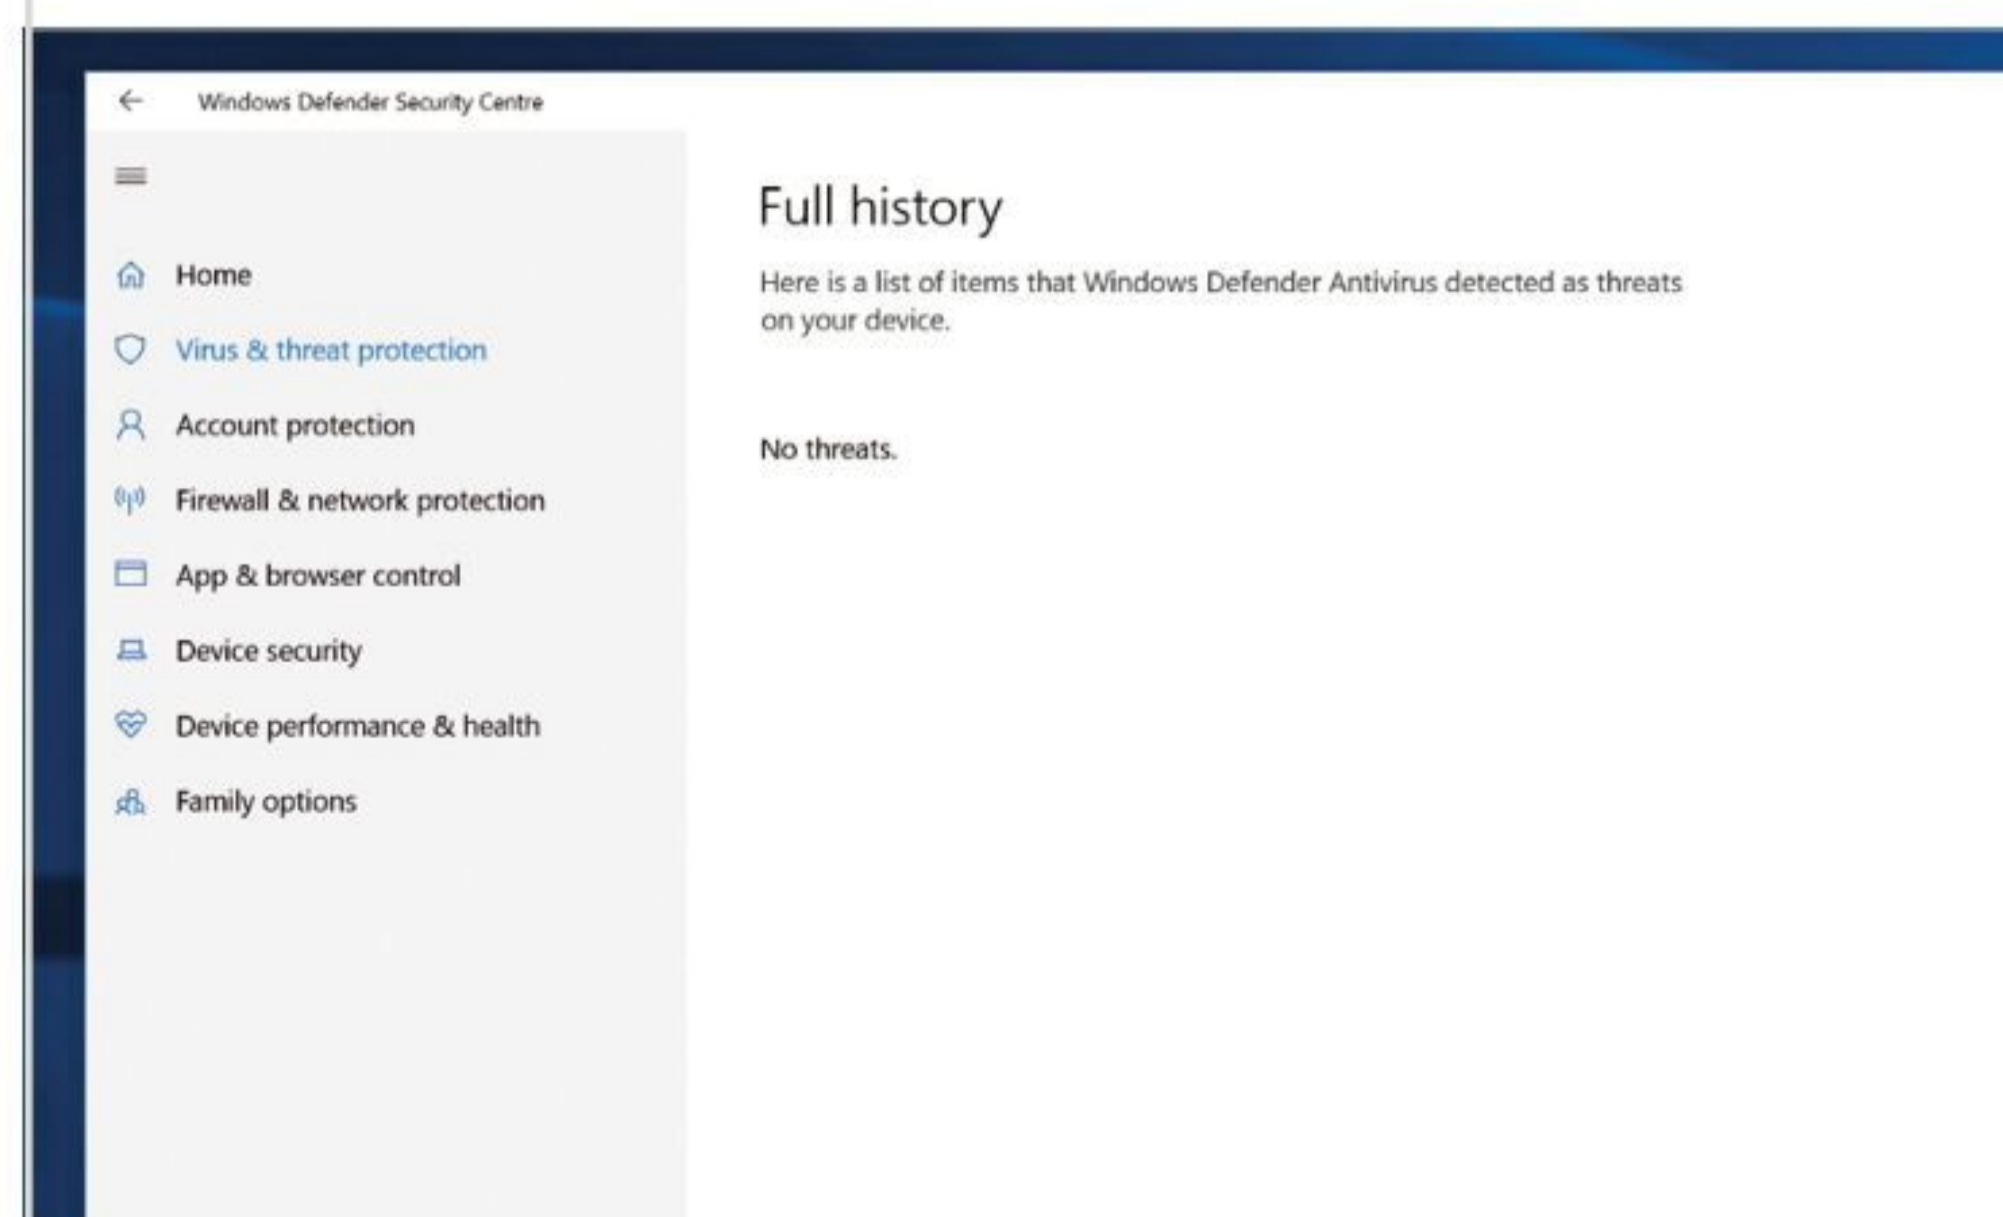 Windows Defender Security Centre
Home
Virus & threat protection
Account protection
Firewall & network protection
App & browser control
Device security
Device performance & health
Family options
Full history
Here is a list of items that Windows Defender Antivirus detected as threats
on your device.
No threats.